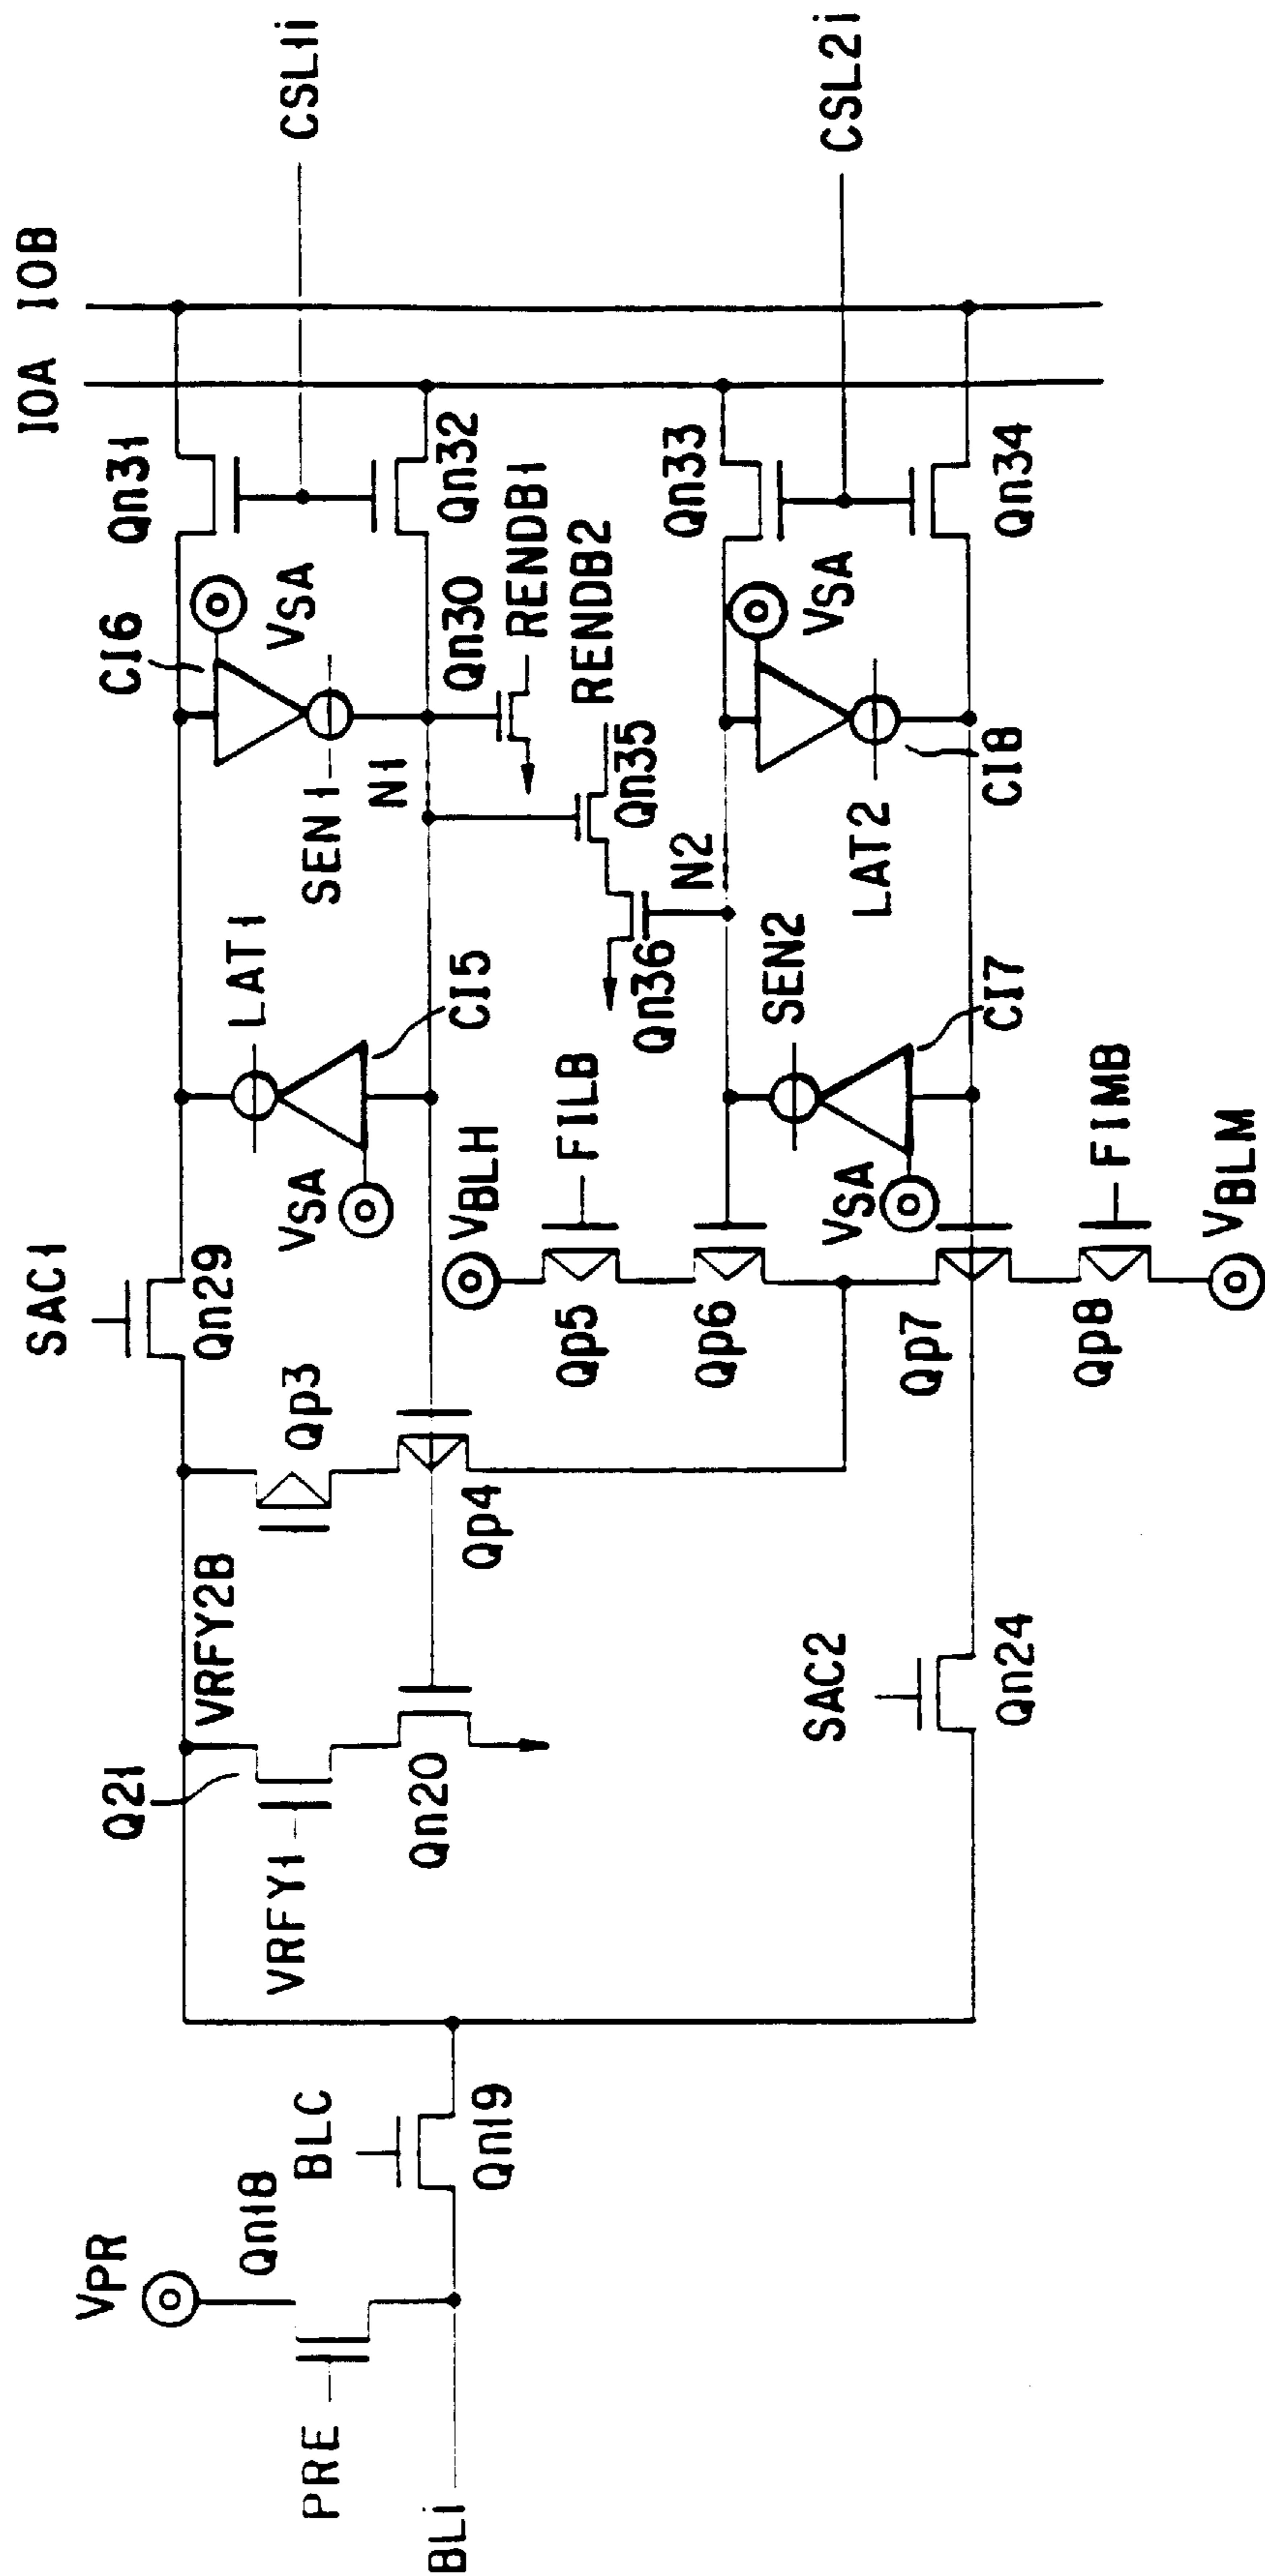 IOA IOB
CSL1i
CSL2i
Qn31
Qn32
Qn33
Qn34
CI6
VSA
SEN1
N1
Qn30
RENDB1
RENDB2
Qn35
N2
Qn36
VSA
LAT2
CI8
LAT1
CI5
VSA
SEN2
CI7
VSA
SAC1
Qn29
VBLH
FILB
Qp5
Qp6
Qp7
Qp8
FIMB
VBLM
Qp3
VRFY2B
Qp4
Q21
VRFY1
Qn20
SAC2
Qn24
BLC
Qn19
VPR
Qn18
PRE
BLi